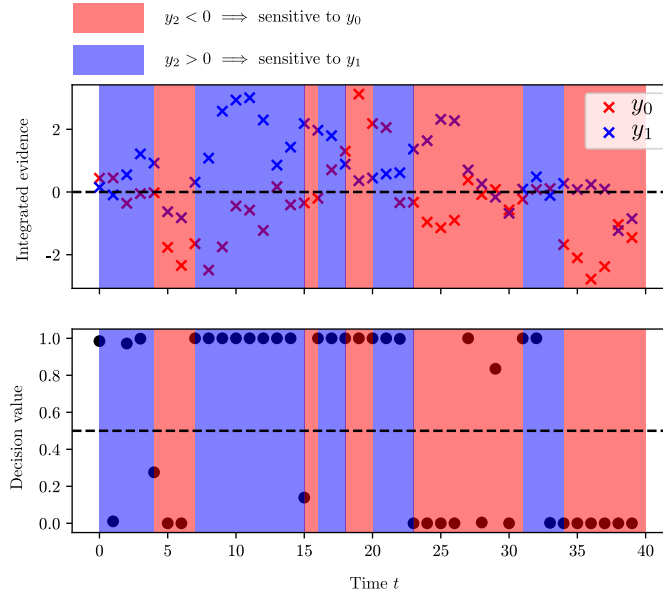 y₂ < 0 ⟹ sensitive to y₀
y₂ > 0 ⟹ sensitive to y₁
Integrated evidence
2
0
-2
y₀
y₁
Decision value
1.0
0.8
0.6
0.4
0.2
0.0
0 5 10 15 20 25 30 35 40
Time t